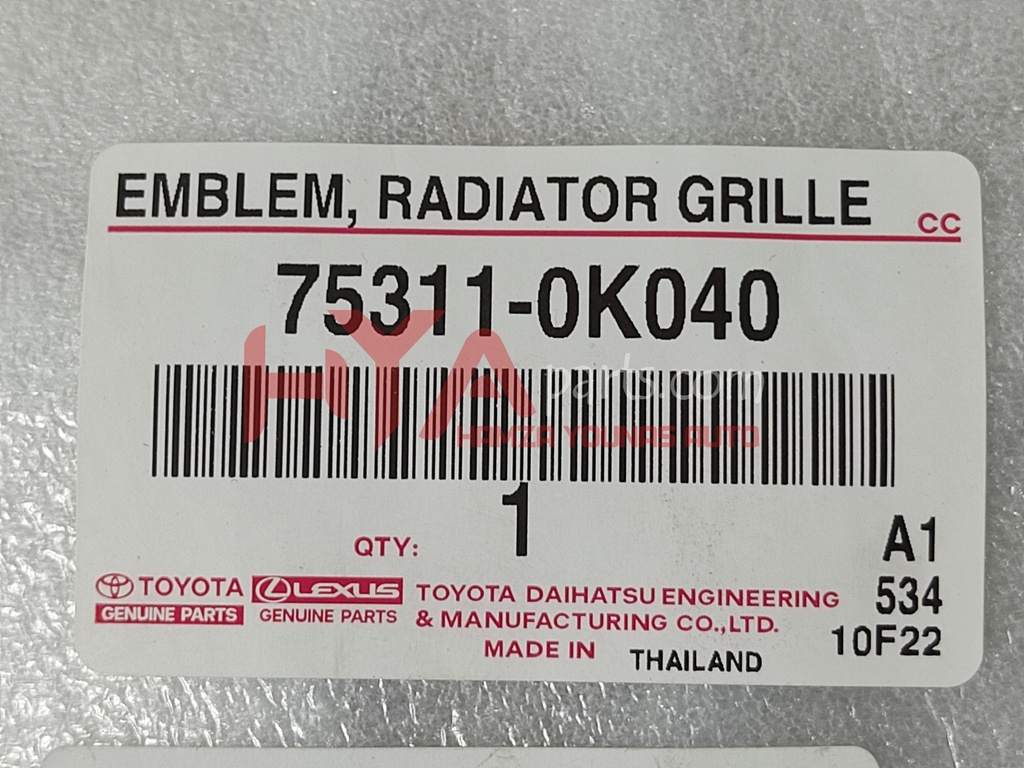 EMBLEM, RADIATOR GRILLE CC
75311-0K040
HYA parts.com
HAMZA YOUNAS AUTO
QTY: 1 A1
TOYOTA LEXUS TOYOTA DAIHATSU ENGINEERING 534
GENUINE PARTS GENUINE PARTS & MANUFACTURING CO.,LTD. 10F22
MADE IN THAILAND